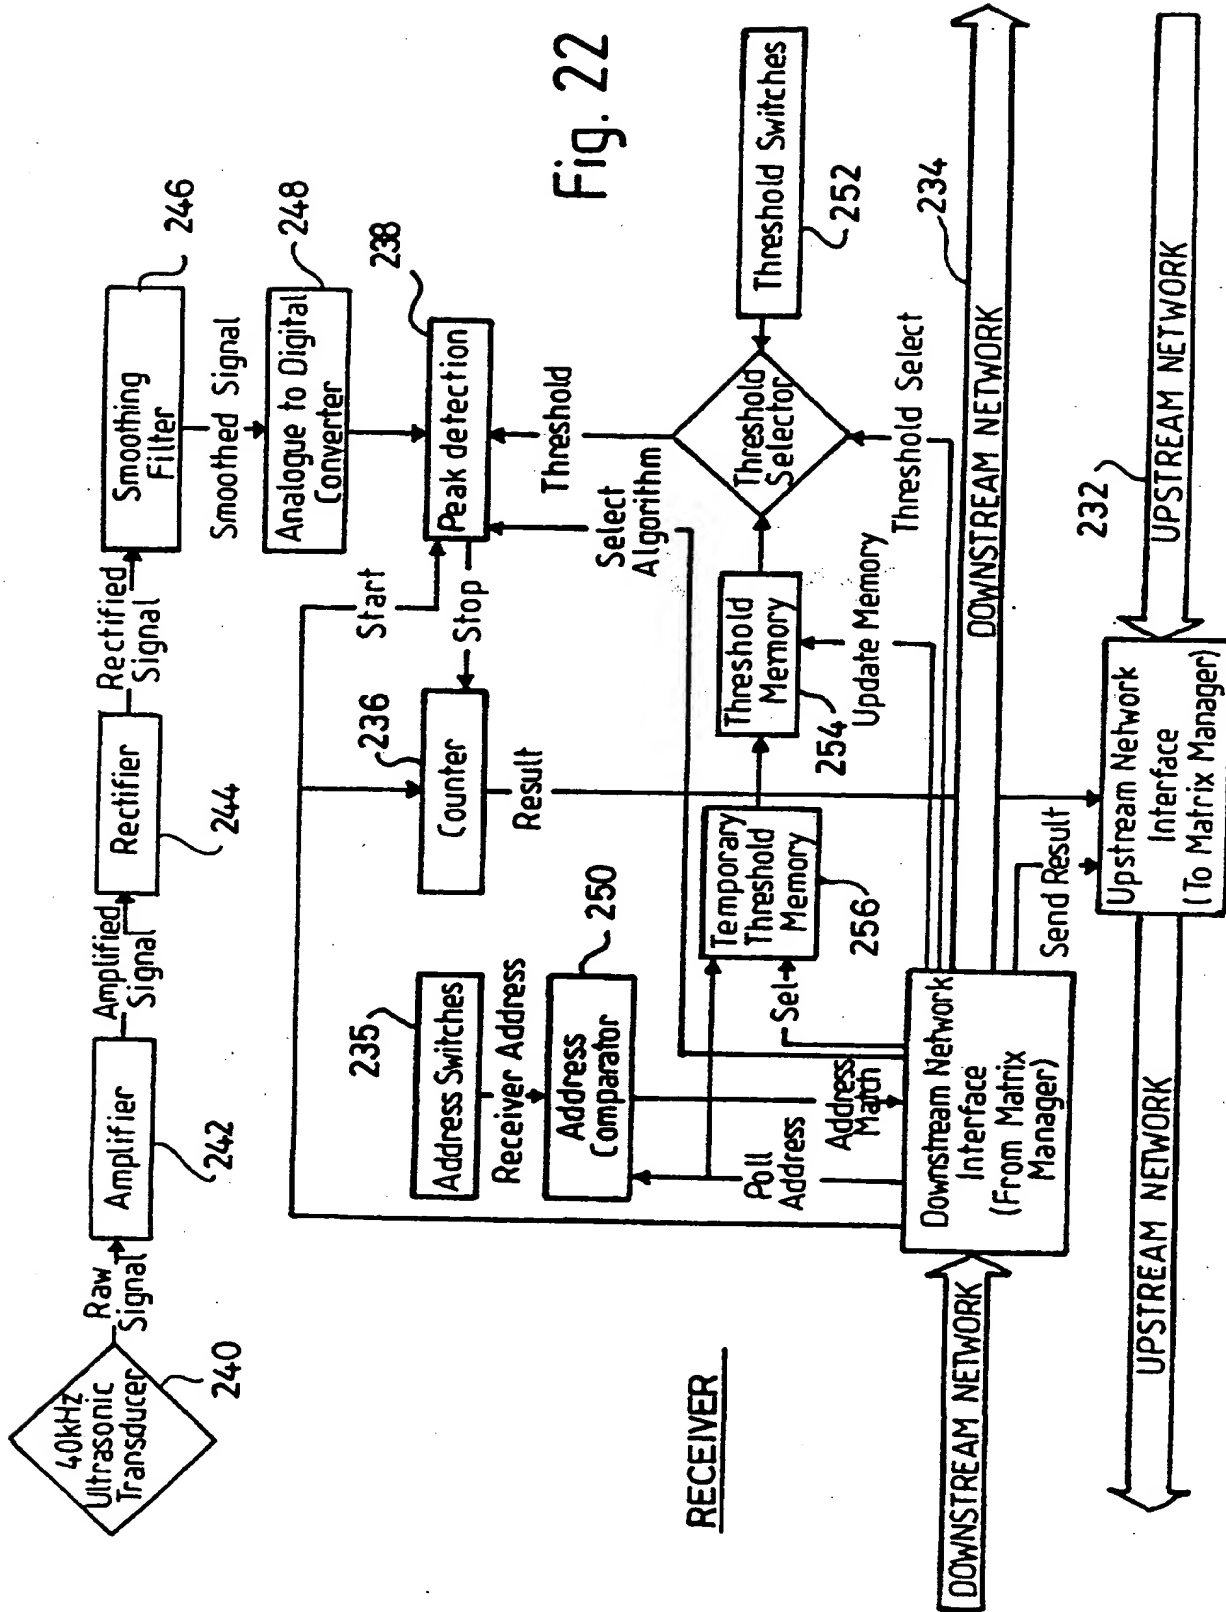 Fig. 22
RECEIVER
40kHz
Ultrasonic
Transducer
240
Raw
Signal
Amplifier
242
Amplified
Signal
Rectifier
244
Rectified
Signal
Smoothing
Filter
246
Smoothed Signal
Analogue to Digital
Converter
248
Peak detection
238
Start
Stop
Counter
236
Result
Select
Algorithm
Threshold
Threshold
Selector
Threshold Switches
252
Threshold Select
Threshold
Memory
254
Update Memory
Temporary
Threshold
Memory
256
Sel
Address Switches
235
Receiver Address
Address
Comparator
250
Address
Match
Poll
Address
Downstream Network
Interface
(From Matrix
Manager)
DOWNSTREAM NETWORK
DOWNSTREAM NETWORK
234
Send Result
Upstream Network
Interface
(To Matrix Manager)
UPSTREAM NETWORK
232
UPSTREAM NETWORK